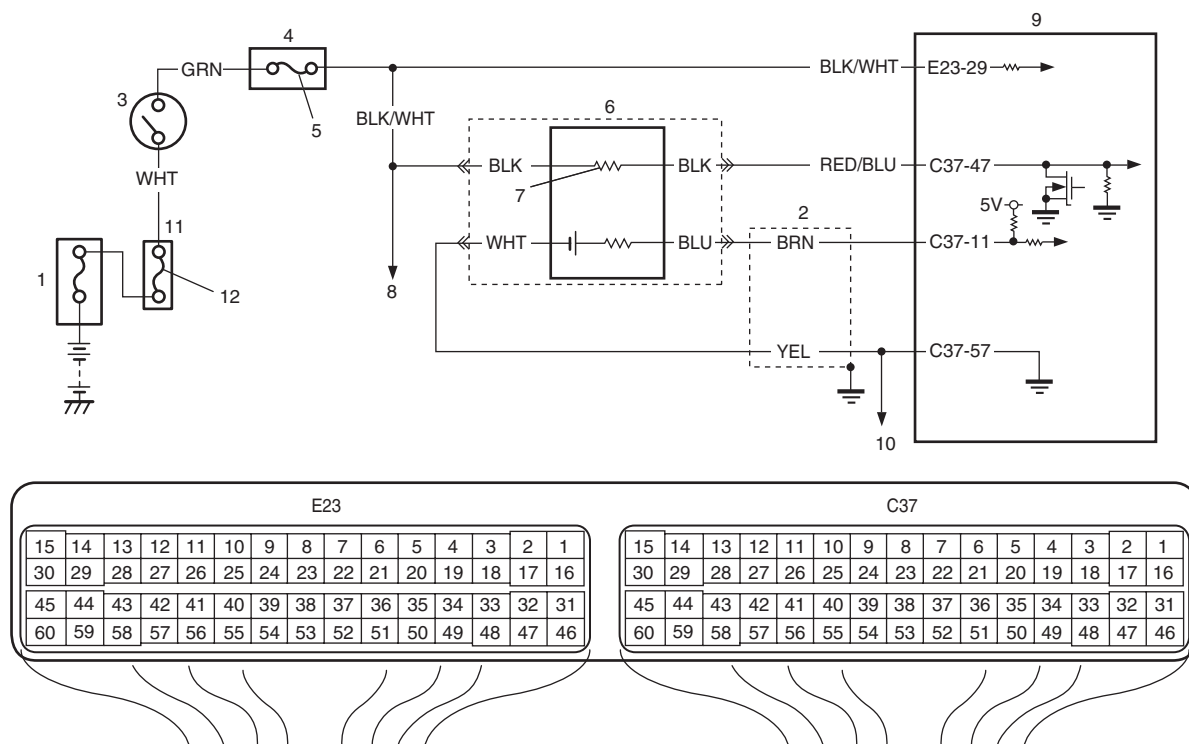 9
4
GRN
BLK/WHT
E23-29
3
5
6
BLK/WHT
BLK
BLK
RED/BLU
C37-47
7
WHT
5V
2
11
WHT
BLU
BRN
C37-11
1
12
8
YEL
C37-57
10
E23
C37
15 14 13 12 11 10 9 8 7 6 5 4 3 2 1
15 14 13 12 11 10 9 8 7 6 5 4 3 2 1
30 29 28 27 26 25 24 23 22 21 20 19 18 17 16
30 29 28 27 26 25 24 23 22 21 20 19 18 17 16
45 44 43 42 41 40 39 38 37 36 35 34 33 32 31
45 44 43 42 41 40 39 38 37 36 35 34 33 32 31
60 59 58 57 56 55 54 53 52 51 50 49 48 47 46
60 59 58 57 56 55 54 53 52 51 50 49 48 47 46